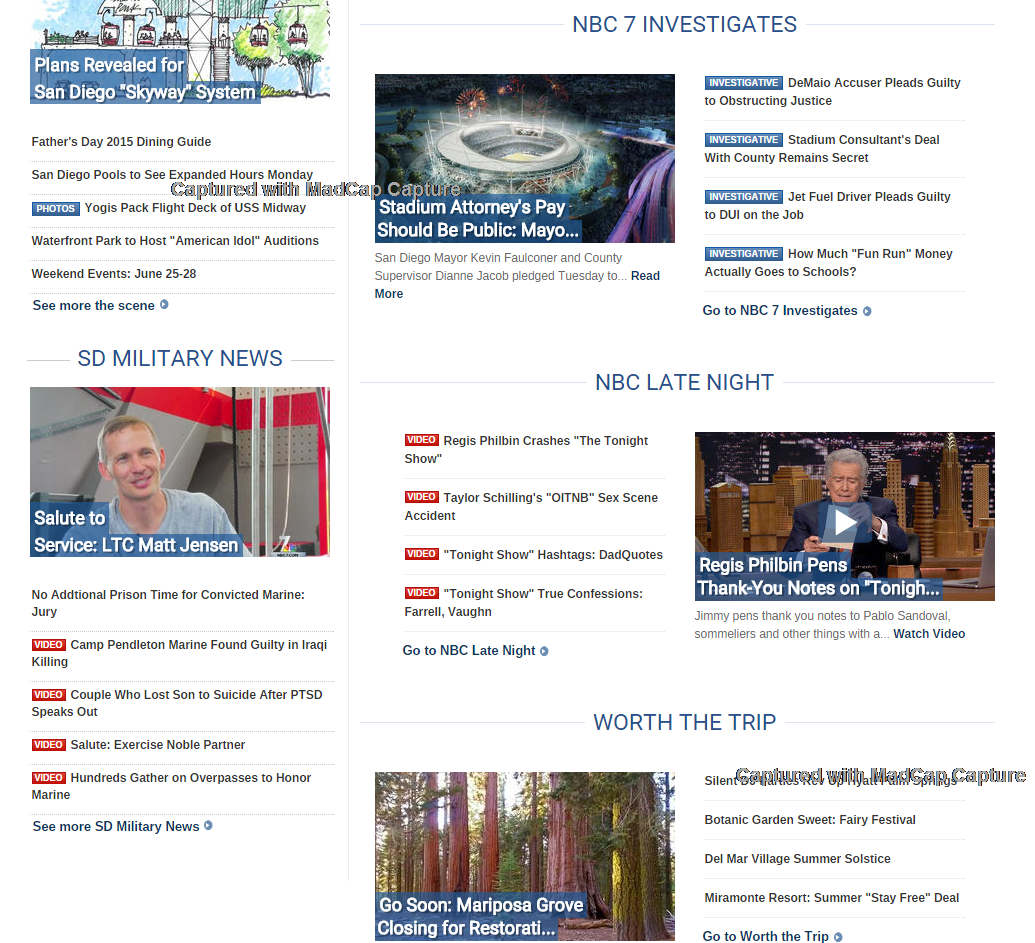 Plans Revealed for
San Diego "Skyway" System
Father's Day 2015 Dining Guide
San Diego Pools to See Expanded Hours Monday
Captured with MadCap Capture
PHOTOS Yogis Pack Flight Deck of USS Midway
Waterfront Park to Host "American Idol" Auditions
Weekend Events: June 25-28
See more the scene
SD MILITARY NEWS
Salute to
Service: LTC Matt Jensen
No Addtional Prison Time for Convicted Marine:
Jury
VIDEO Camp Pendleton Marine Found Guilty in Iraqi
Killing
VIDEO Couple Who Lost Son to Suicide After PTSD
Speaks Out
VIDEO Salute: Exercise Noble Partner
VIDEO Hundreds Gather on Overpasses to Honor
Marine
See more SD Military News
NBC 7 INVESTIGATES
Stadium Attorney's Pay
Should Be Public: Mayo...
San Diego Mayor Kevin Faulconer and County
Supervisor Dianne Jacob pledged Tuesday to... Read
More
INVESTIGATIVE DeMaio Accuser Pleads Guilty
to Obstructing Justice
INVESTIGATIVE Stadium Consultant's Deal
With County Remains Secret
INVESTIGATIVE Jet Fuel Driver Pleads Guilty
to DUI on the Job
INVESTIGATIVE How Much "Fun Run" Money
Actually Goes to Schools?
Go to NBC 7 Investigates
NBC LATE NIGHT
VIDEO Regis Philbin Crashes "The Tonight
Show"
VIDEO Taylor Schilling's "OITNB" Sex Scene
Accident
VIDEO "Tonight Show" Hashtags: DadQuotes
VIDEO "Tonight Show" True Confessions:
Farrell, Vaughn
Go to NBC Late Night
7
Regis Philbin Pens
Thank-You Notes on "Tonigh...
Jimmy pens thank you notes to Pablo Sandoval,
sommeliers and other things with a... Watch Video
WORTH THE TRIP
Go Soon: Mariposa Grove
Closing for Restorati...
Captured with MadCap Capture
Silent Parties Rev Up Hyatt Palm Springs
Botanic Garden Sweet: Fairy Festival
Del Mar Village Summer Solstice
Miramonte Resort: Summer "Stay Free" Deal
Go to Worth the Trip